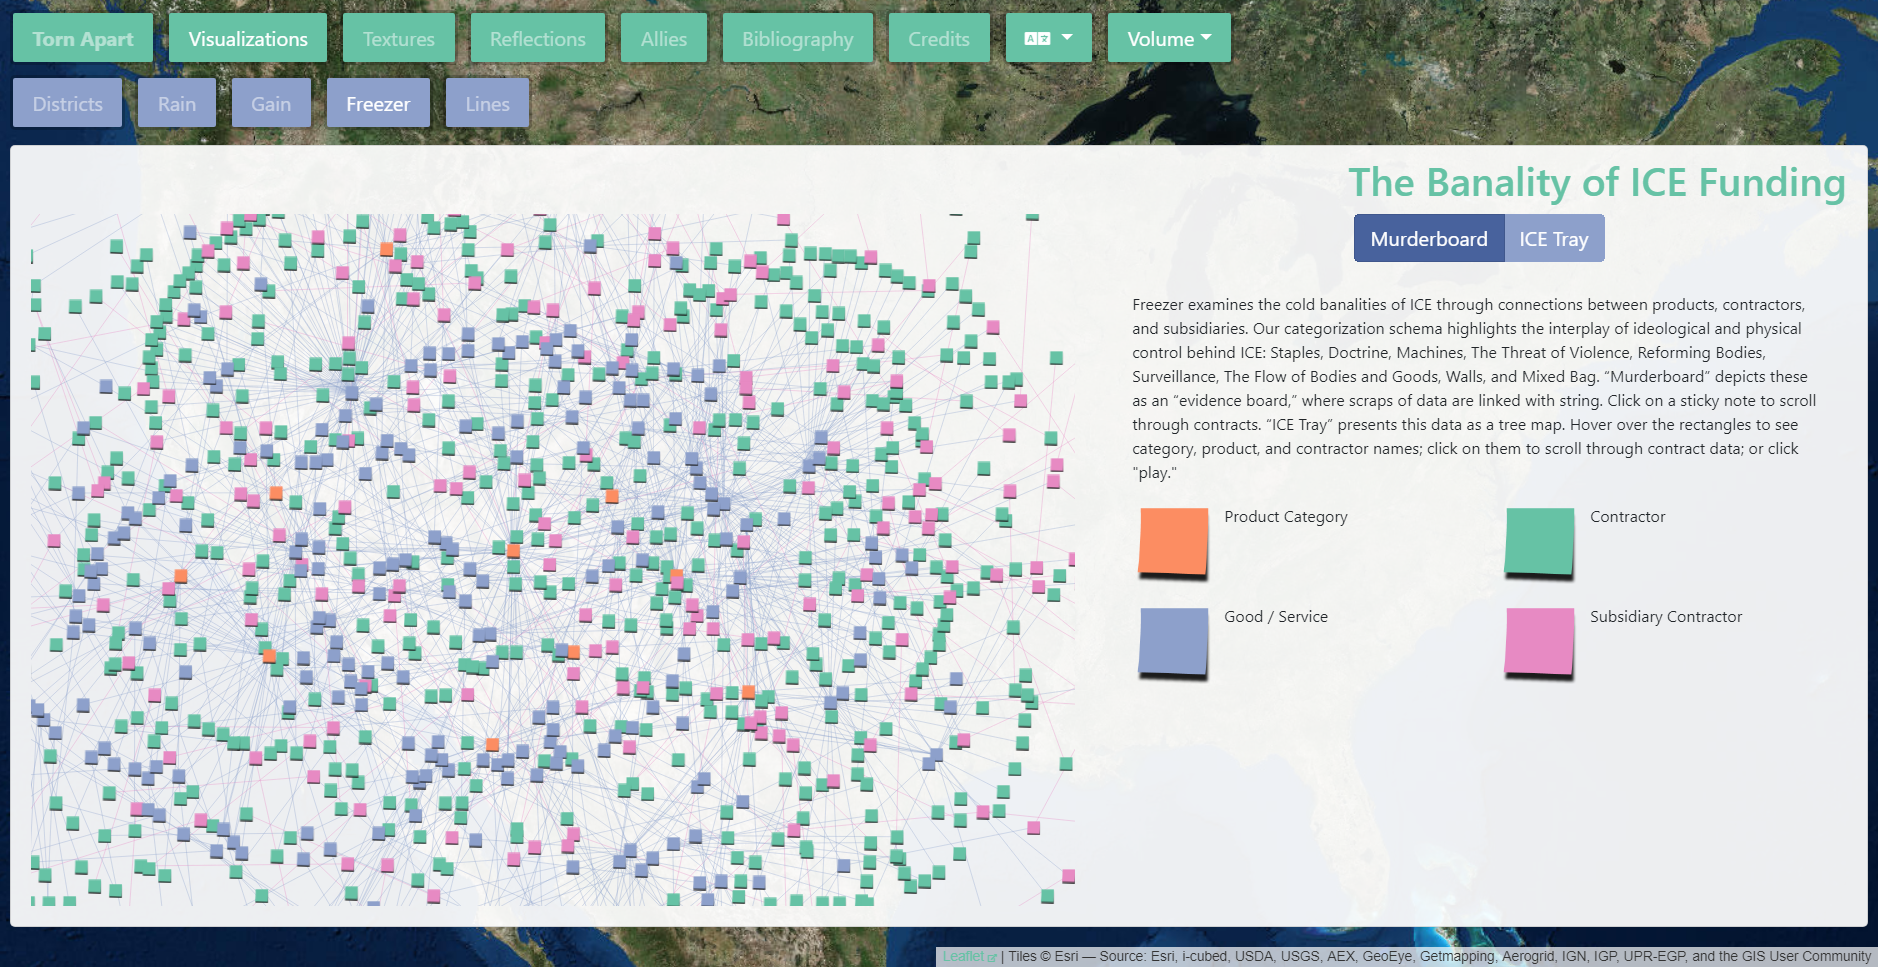 Torn Apart
Visualizations
Textures
Reflections
Allies
Bibliography
Credits
Volume
Districts
Rain
Gain
Freezer
Lines
The Banality of ICE Funding
Murderboard
ICE Tray
Freezer examines the cold banalities of ICE through connections between products, contractors,
and subsidiaries. Our categorization schema highlights the interplay of ideological and physical
control behind ICE: Staples, Doctrine, Machines, The Threat of Violence, Reforming Bodies,
Surveillance, The Flow of Bodies and Goods, Walls, and Mixed Bag. “Murderboard” depicts these
as an “evidence board,” where scraps of data are linked with string. Click on a sticky note to scroll
through contracts. “ICE Tray” presents this data as a tree map. Hover over the rectangles to see
category, product, and contractor names; click on them to scroll through contract data; or click
"play."
Product Category
Contractor
Good / Service
Subsidiary Contractor
Leaflet | Tiles © Esri — Source: Esri, i-cubed, USDA, USGS, AEX, GeoEye, Getmapping, Aerogrid, IGN, IGP, UPR-EGP, and the GIS User Community